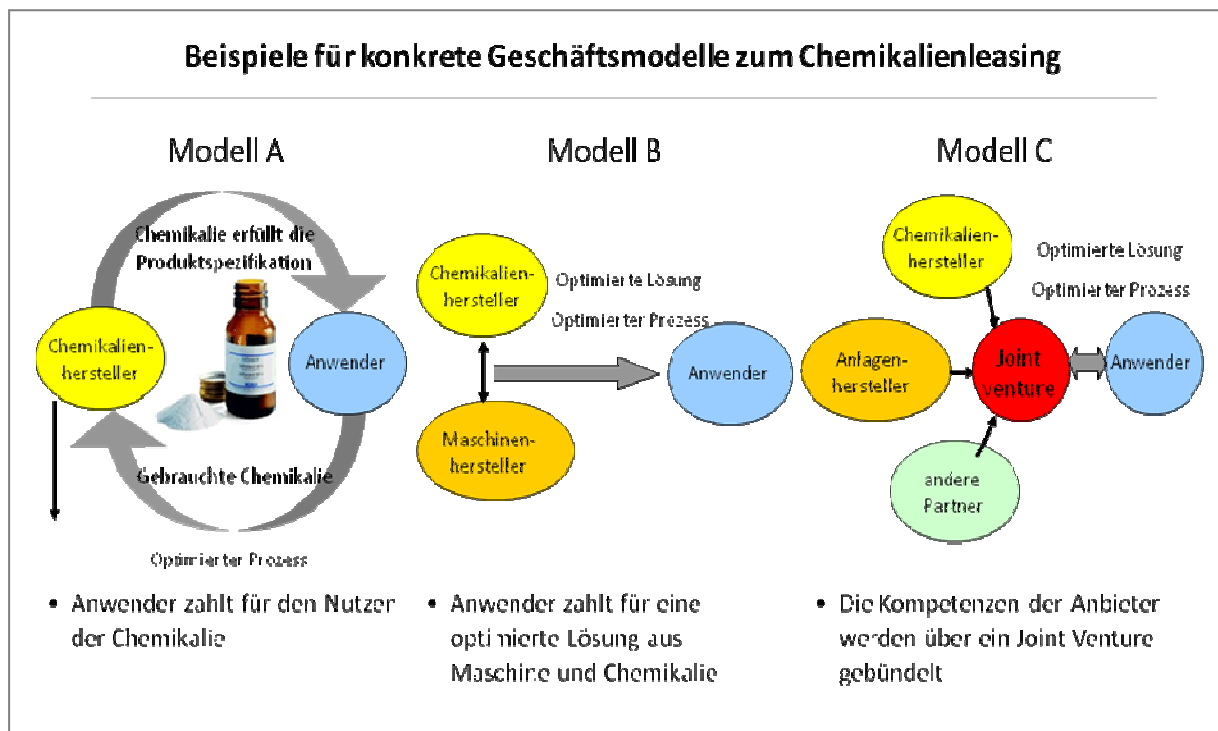 Beispiele für konkrete Geschäftsmodelle zum Chemikalienleasing
Modell A
Chemikalie erfüllt die
Produktspezifikation
Chemikalien-
hersteller
Anwender
Gebrauchte Chemikalie
Optimierter Prozess
• Anwender zahlt für den Nutzen
der Chemikalie
Modell B
Chemikalien-
hersteller
Optimierte Lösung
Optimierter Prozess
Anwender
Maschinen-
hersteller
• Anwender zahlt für eine
optimierte Lösung aus
Maschine und Chemikalie
Modell C
Chemikalien-
hersteller
Optimierte Lösung
Optimierter Prozess
Anlagen-
hersteller
Joint
venture
Anwender
andere
Partner
• Die Kompetenzen der Anbieter
werden über ein Joint Venture
gebündelt